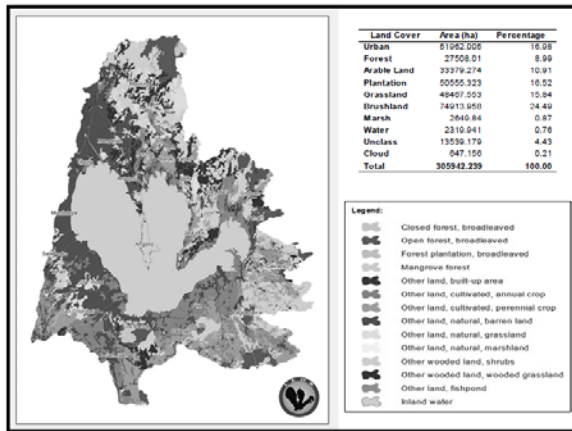 Land Cover Area (ha) Percentage
Urban 51962.005 16.98
Forest 27508.01 8.99
Arable Land 33379.274 10.91
Plantation 50555.323 16.52
Grassland 48467.553 15.84
Brushland 74913.958 24.49
Marsh 2649.84 0.87
Water 2319.941 0.76
Unclass 13539.179 4.43
Cloud 647.156 0.21
Total 305942.239 100.00
Legend:
Closed forest, broadleaved
Open forest, broadleaved
Forest plantation, broadleaved
Mangrove forest
Other land, built-up area
Other land, cultivated, annual crop
Other land, cultivated, perennial crop
Other land, natural, barren land
Other land, natural, grassland
Other land, natural, marshland
Other wooded land, shrubs
Other wooded land, wooded grassland
Other land, fishpond
Inland water